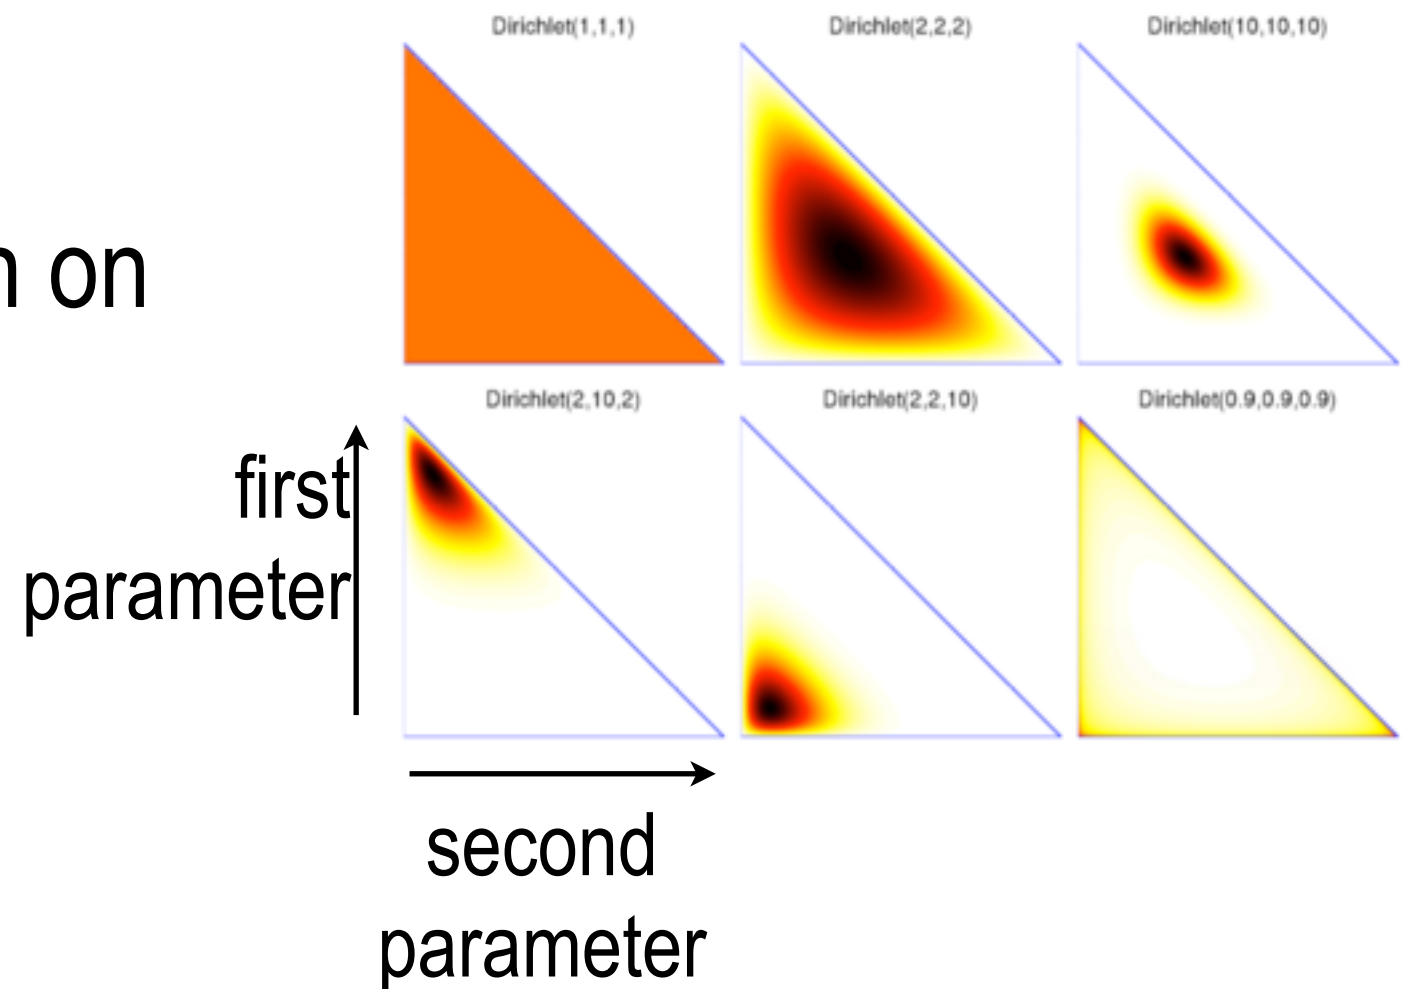 Dirichlet(1,1,1)
Dirichlet(2,2,2)
Dirichlet(10,10,10)
n on
Dirichlet(2,10,2)
Dirichlet(2,2,10)
Dirichlet(0.9,0.9,0.9)
first
parameter
second
parameter